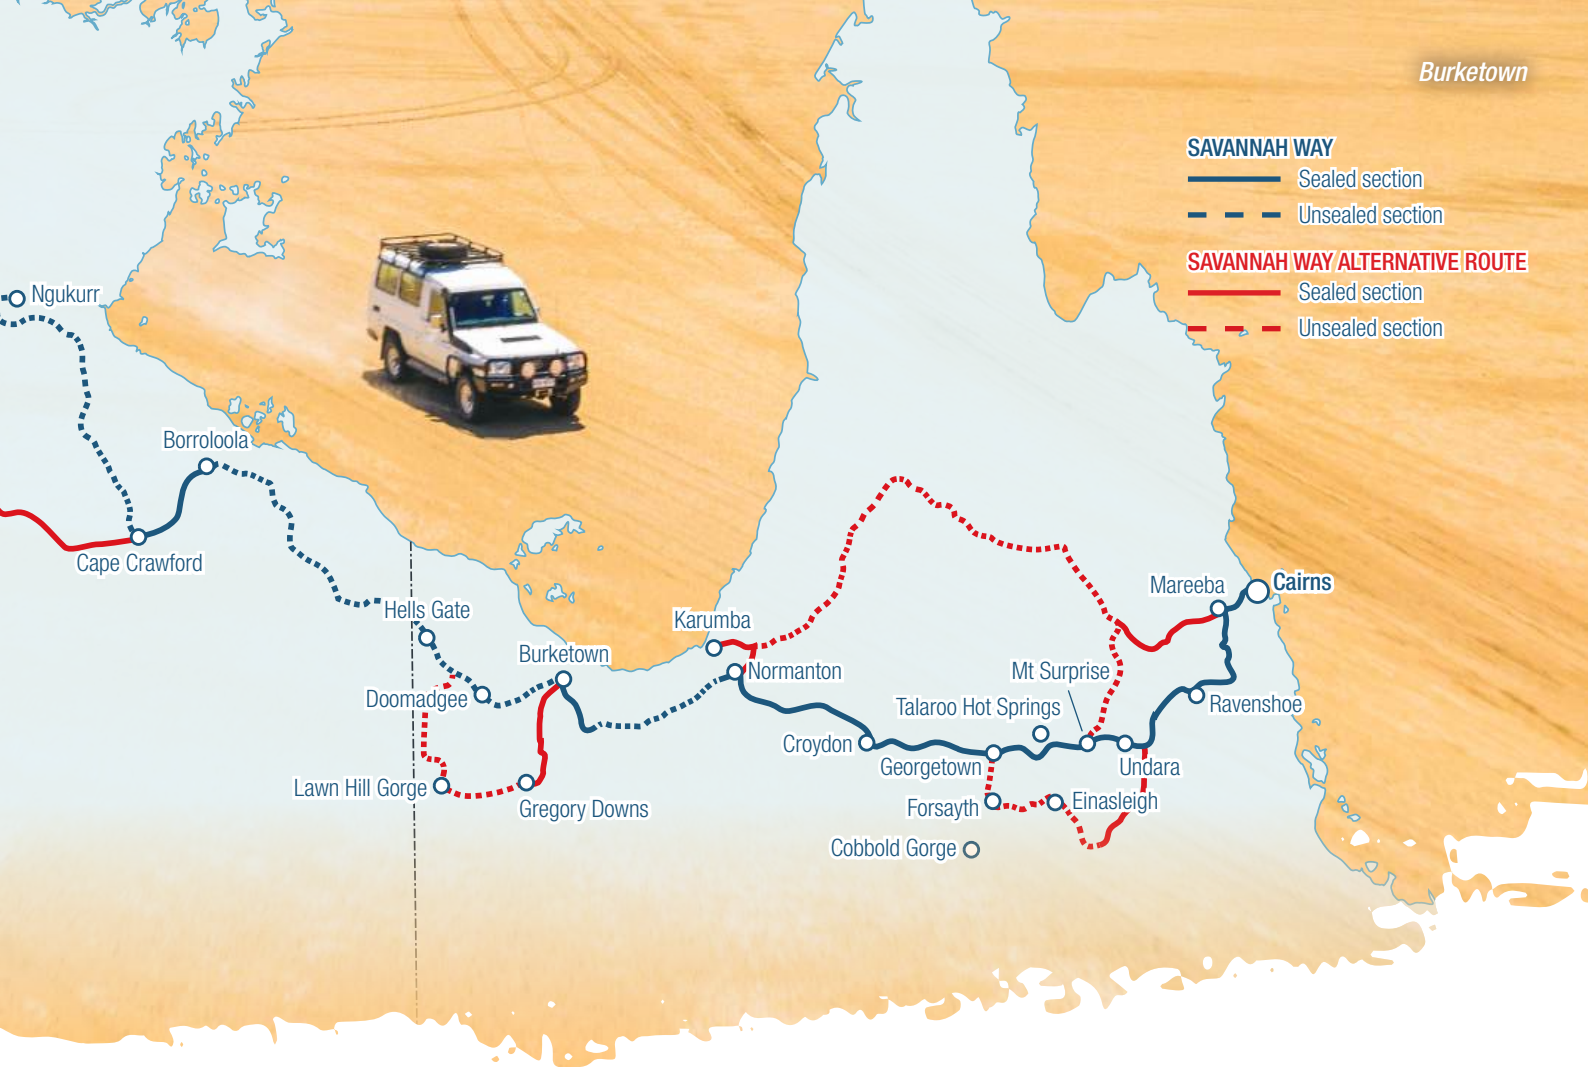 Burketown
SAVANNAH WAY
Sealed section
Unsealed section
SAVANNAH WAY ALTERNATIVE ROUTE
Sealed section
Unsealed section
Ngukurr
Borroloola
Cape Crawford
Hells Gate
Mareeba
Cairns
Karumba
Burketown
Normanton
Mt Surprise
Doomadgee
Talaroo Hot Springs
Ravenshoe
Croydon
Georgetown
Undara
Lawn Hill Gorge
Gregory Downs
Forsayth
Einasleigh
Cobbold Gorge